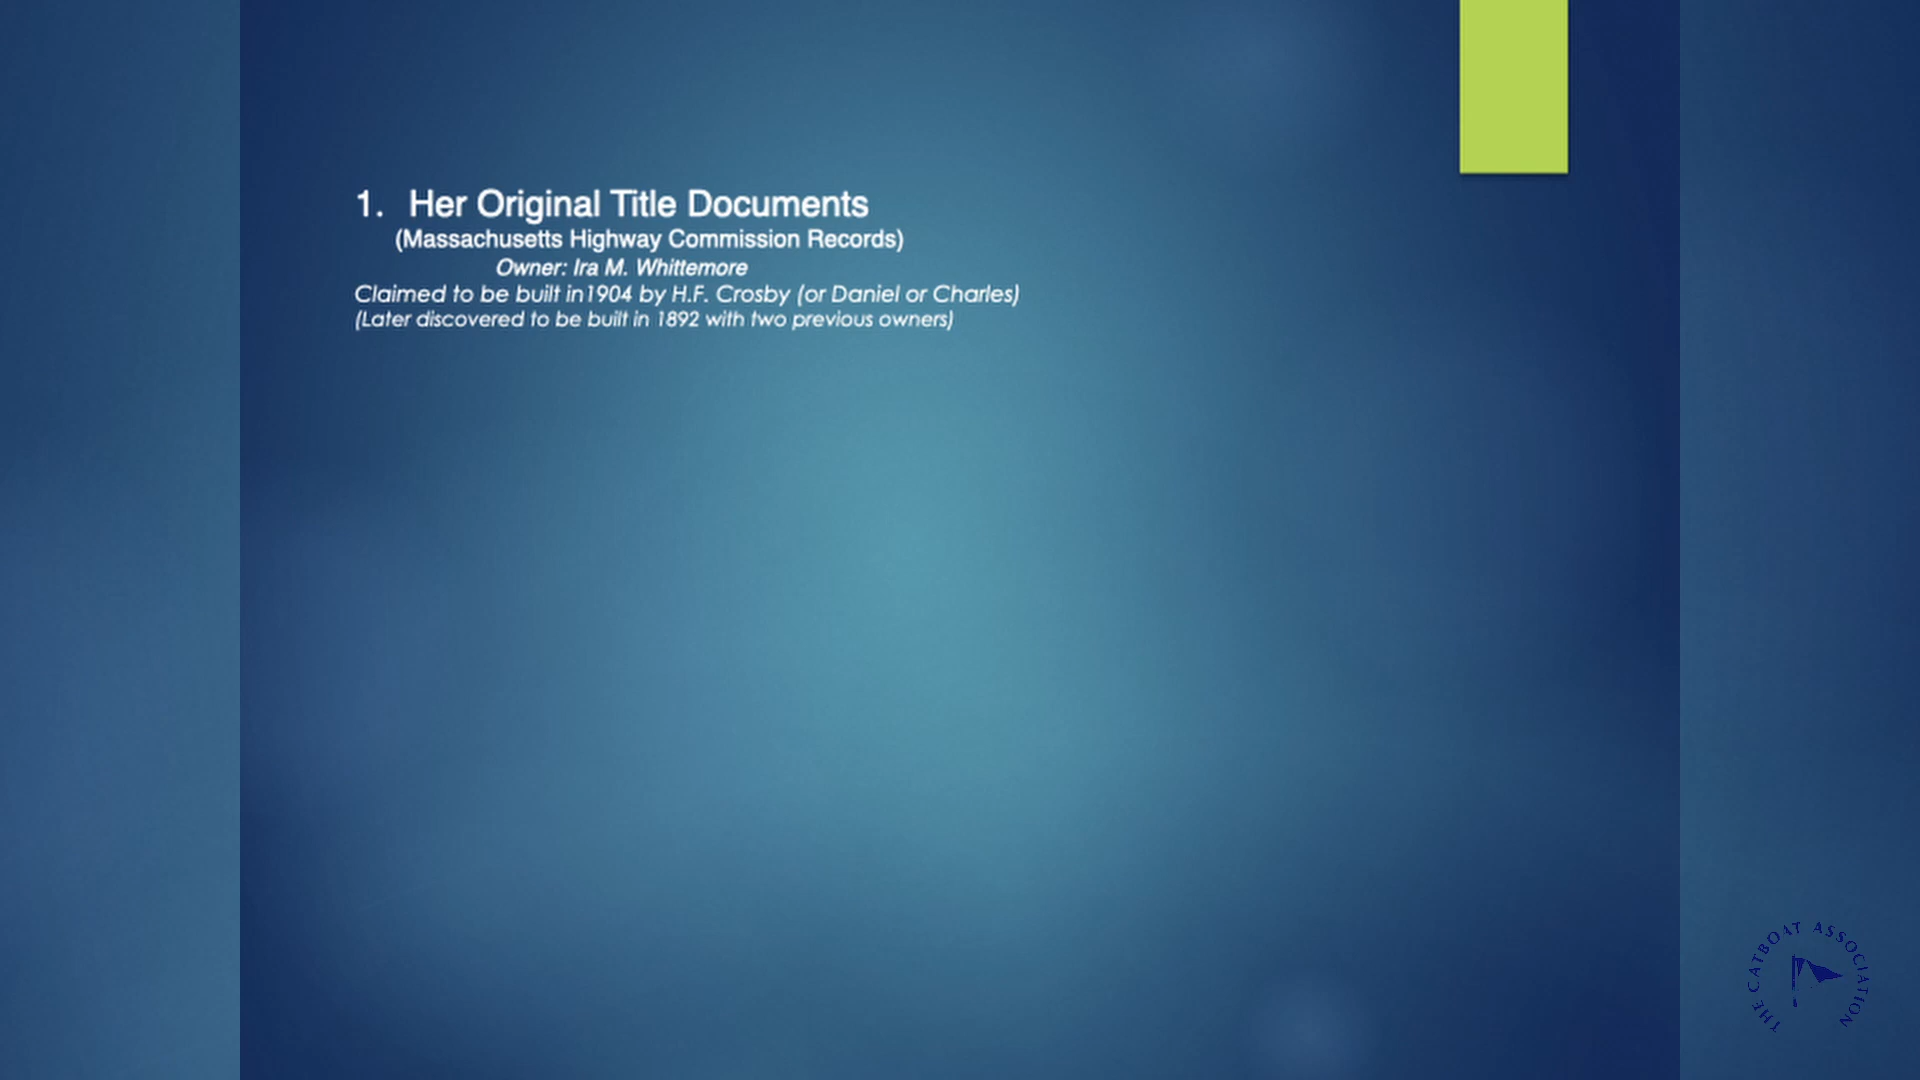 1. Her Original Title Documents
(Massachusetts Highway Commission Records)
Owner: Ira M. Whittemore
Claimed to be built in1904 by H.F. Crosby (or Daniel or Charles)
(Later discovered to be built in 1892 with two previous owners)
THE CATBOAT ASSOCIATION